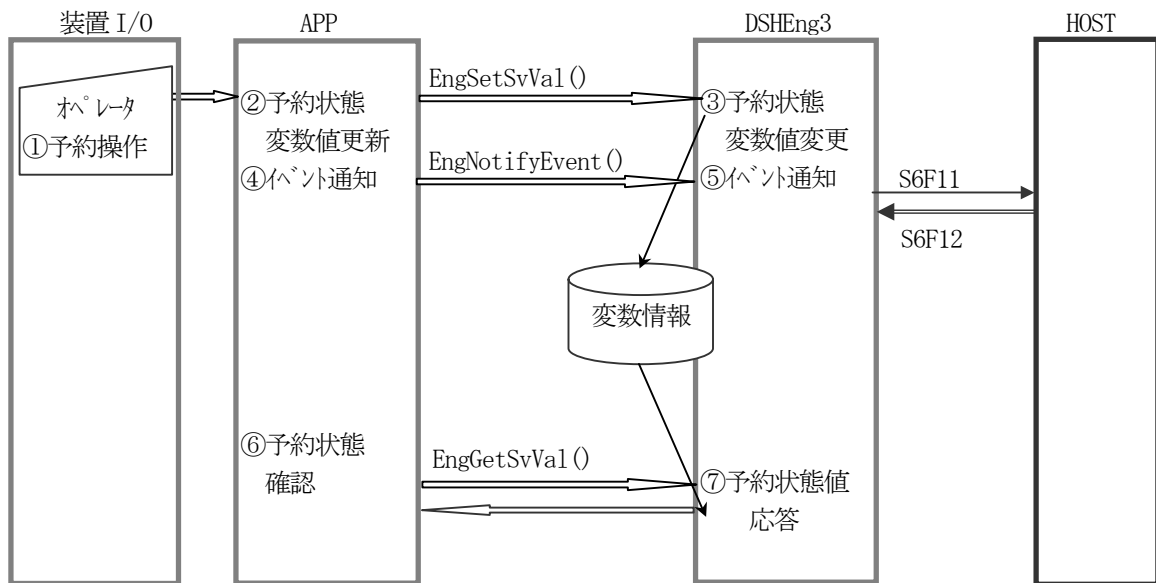 装置 I/O
APP
DSHEng3
HOST
ｵﾍﾟﾚｰﾀ
①予約操作
②予約状態
変数値更新
④ｲﾍﾞﾝﾄ通知
EngSetSvVal()
EngNotifyEvent()
③予約状態
変数値変更
⑤ｲﾍﾞﾝﾄ通知
S6F11
S6F12
変数情報
⑥予約状態
確認
EngGetSvVal()
⑦予約状態値
応答